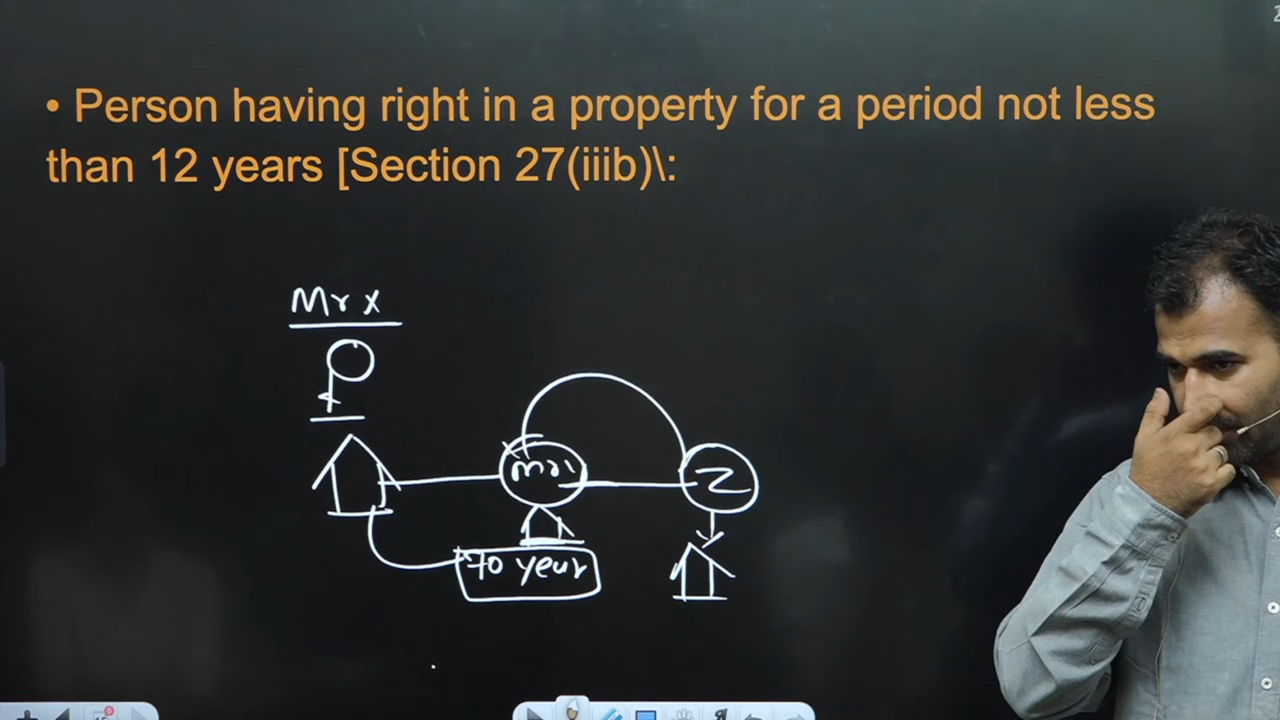 • Person having right in a property for a period not less
than 12 years [Section 27(iiib)\:
Mr X
Z
70 year